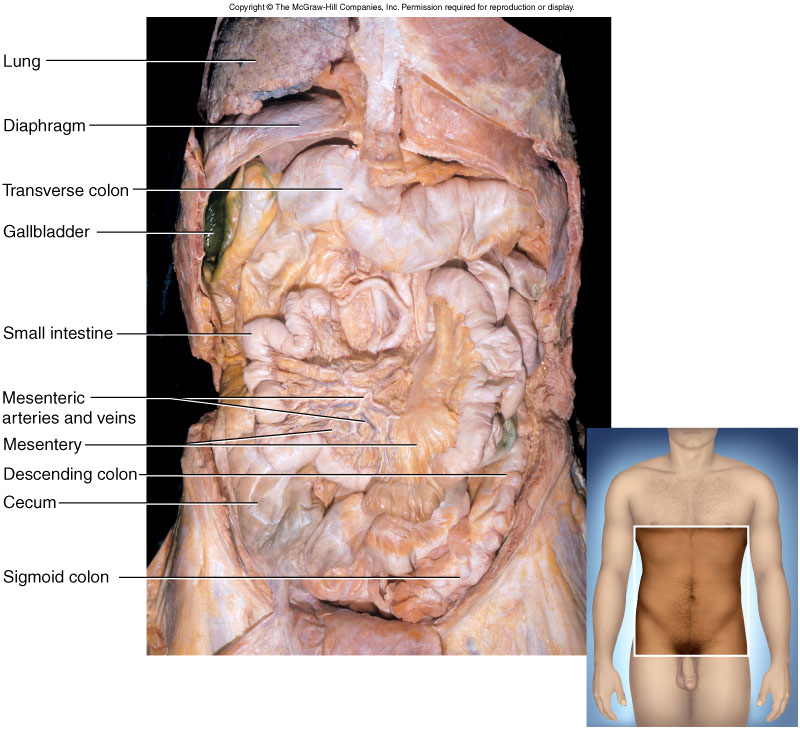 Copyright © The McGraw-Hill Companies, Inc. Permission required for reproduction or display.
Lung
Diaphragm
Transverse colon
Gallbladder
Small intestine
Mesenteric
arteries and veins
Mesentery
Descending colon
Cecum
Sigmoid colon